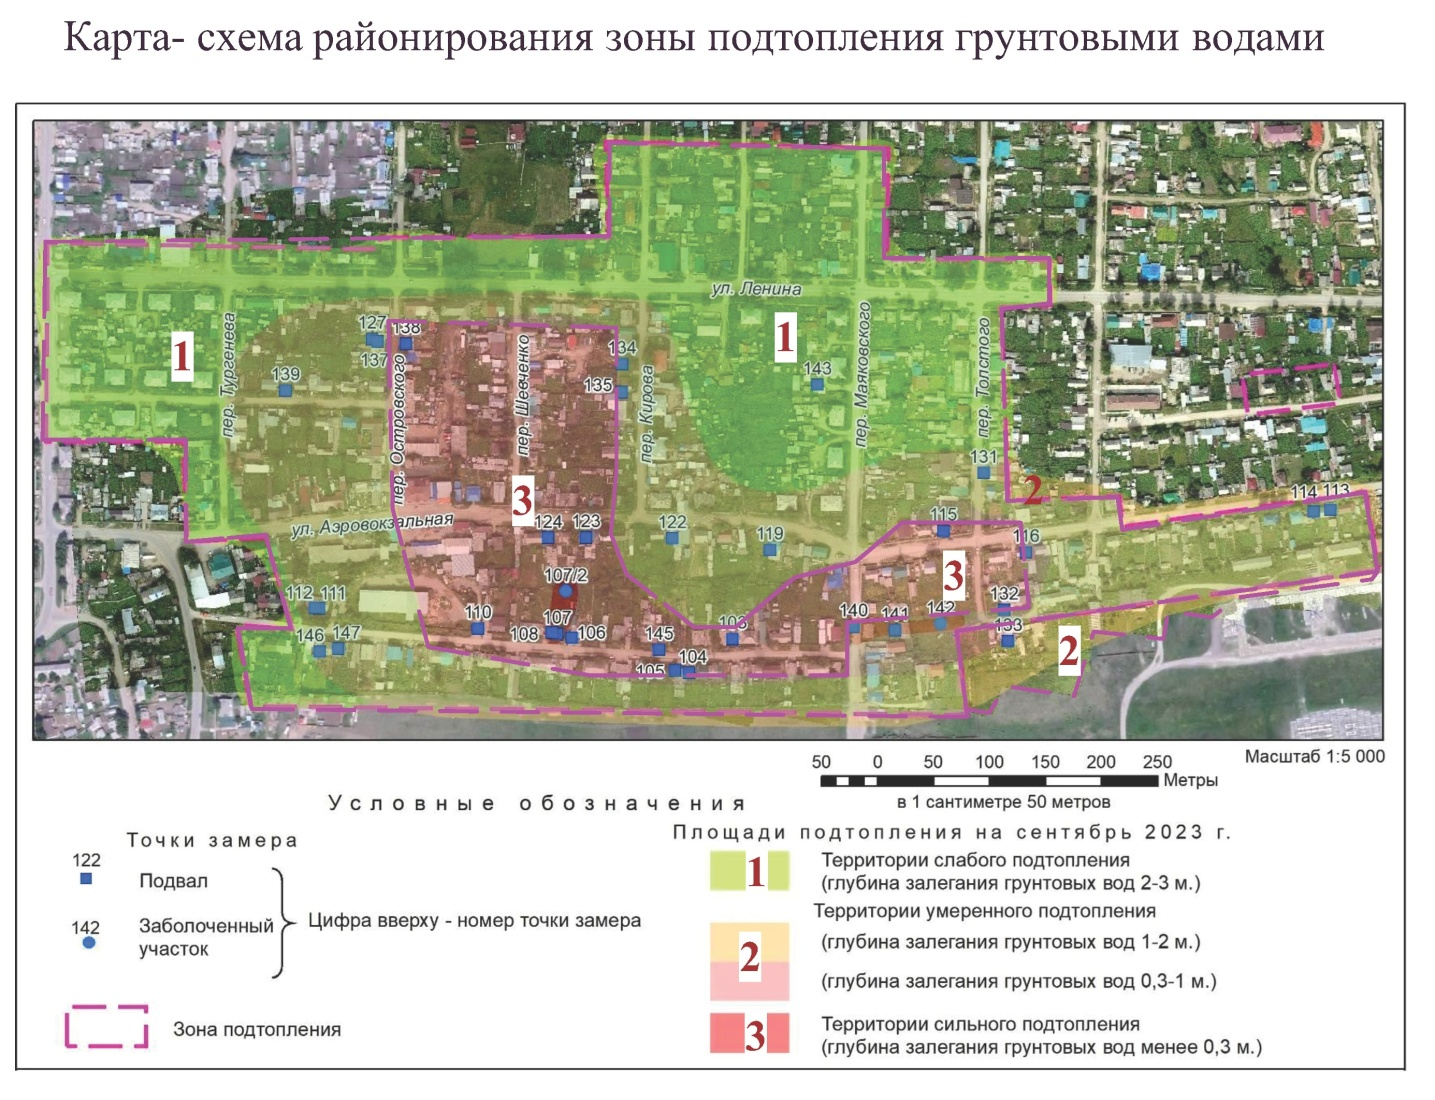 Карта- схема районирования зоны подтопления грунтовыми водами
ул. Ленина
пер. Тургенева
127
138
137
139
пер. Островского
пер. Шевченко
134
135
пер. Кирова
1
1
143
пер. Маяковского
пер. Толстого
131
2
114
113
3
ул. Аэровокзальная
124
123
122
119
115
116
107/2
3
112
111
110
108
107
106
103
140
141
142
132
133
146
147
145
105
104
2
Масштаб 1:5 000
50 0 50 100 150 200 250
Метры
в 1 сантиметре 50 метров
Условные обозначения
Точки замера
122
Подвал
142
Заболоченный
участок
Цифра вверху - номер точки замера
Зона подтопления
Площади подтопления на сентябрь 2023 г.
1
Территории слабого подтопления
(глубина залегания грунтовых вод 2-3 м.)
Территории умеренного подтопления
2
(глубина залегания грунтовых вод 1-2 м.)
(глубина залегания грунтовых вод 0,3-1 м.)
3
Территории сильного подтопления
(глубина залегания грунтовых вод менее 0,3 м.)